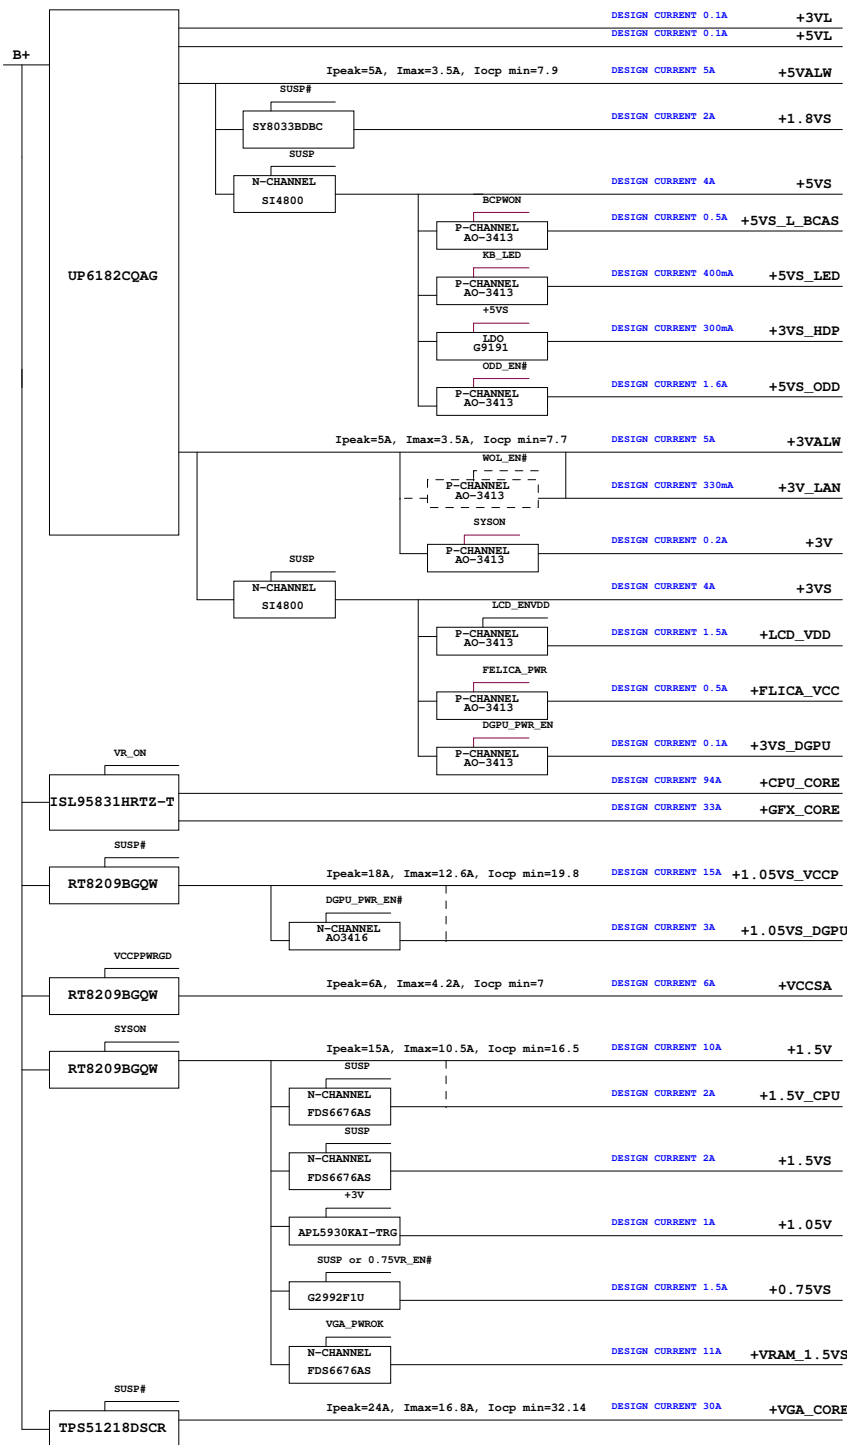 DESIGN CURRENT 0.1A +3VL
DESIGN CURRENT 0.1A +5VL
B+
Ipeak=5A, Imax=3.5A, Iocp min=7.9 DESIGN CURRENT 5A +5VALW
SUSP#
SY8033BDBC DESIGN CURRENT 2A +1.8VS
SUSP
N-CHANNEL DESIGN CURRENT 4A +5VS
SI4800
BCPWON
P-CHANNEL DESIGN CURRENT 0.5A +5VS_L_BCAS
AO-3413
KB_LED
UP6182CQAG
P-CHANNEL DESIGN CURRENT 400mA +5VS_LED
AO-3413
+5VS
LDO DESIGN CURRENT 300mA +3VS_HDP
G9191
ODD_EN#
P-CHANNEL DESIGN CURRENT 1.6A +5VS_ODD
AO-3413
Ipeak=5A, Imax=3.5A, Iocp min=7.7 DESIGN CURRENT 5A +3VALW
WOL_EN#
P-CHANNEL DESIGN CURRENT 330mA +3V_LAN
AO-3413
SYSON
P-CHANNEL DESIGN CURRENT 0.2A +3V
AO-3413
SUSP
N-CHANNEL DESIGN CURRENT 4A +3VS
SI4800
LCD_ENVDD
P-CHANNEL DESIGN CURRENT 1.5A +LCD_VDD
AO-3413
FELICA_PWR
P-CHANNEL DESIGN CURRENT 0.5A +FLICA_VCC
AO-3413
DGPU_PWR_EN
P-CHANNEL DESIGN CURRENT 0.1A +3VS_DGPU
AO-3413
VR_ON
DESIGN CURRENT 94A +CPU_CORE
ISL95831HRTZ-T
DESIGN CURRENT 33A +GFX_CORE
SUSP#
RT8209BGQW Ipeak=18A, Imax=12.6A, Iocp min=19.8 DESIGN CURRENT 15A +1.05VS_VCCP
DGPU_PWR_EN#
N-CHANNEL DESIGN CURRENT 3A +1.05VS_DGPU
AO3416
VCCPPWRGD
RT8209BGQW Ipeak=6A, Imax=4.2A, Iocp min=7 DESIGN CURRENT 6A +VCCSA
SYSON
RT8209BGQW Ipeak=15A, Imax=10.5A, Iocp min=16.5 DESIGN CURRENT 10A +1.5V
SUSP
N-CHANNEL DESIGN CURRENT 2A +1.5V_CPU
FDS6676AS
SUSP
N-CHANNEL DESIGN CURRENT 2A +1.5VS
FDS6676AS
+3V
APL5930KAI-TRG DESIGN CURRENT 1A +1.05V
SUSP or 0.75VR_EN#
G2992F1U DESIGN CURRENT 1.5A +0.75VS
VGA_PWROK
N-CHANNEL DESIGN CURRENT 11A +VRAM_1.5VS
FDS6676AS
SUSP#
Ipeak=24A, Imax=16.8A, Iocp min=32.14 DESIGN CURRENT 30A +VGA_CORE
TPS51218DSCR